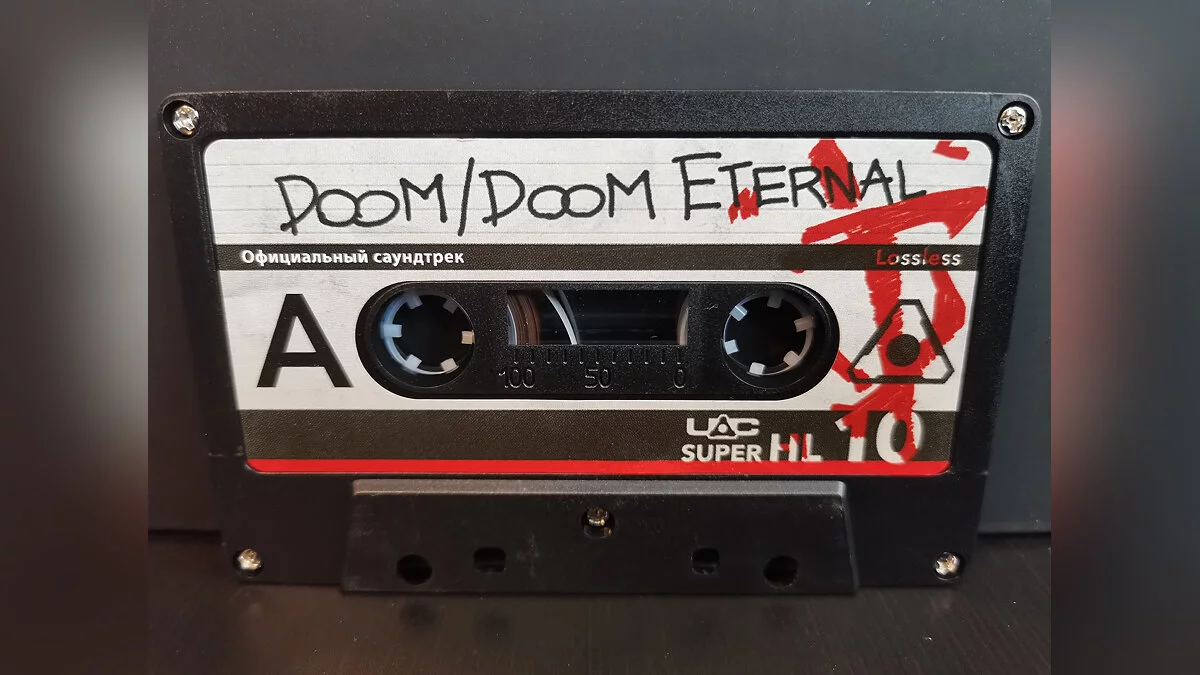 DOOM/DOOM ETERNAL
Официальный саундтрек
Lossless
A
100 50 0
UAC
SUPER HL 10